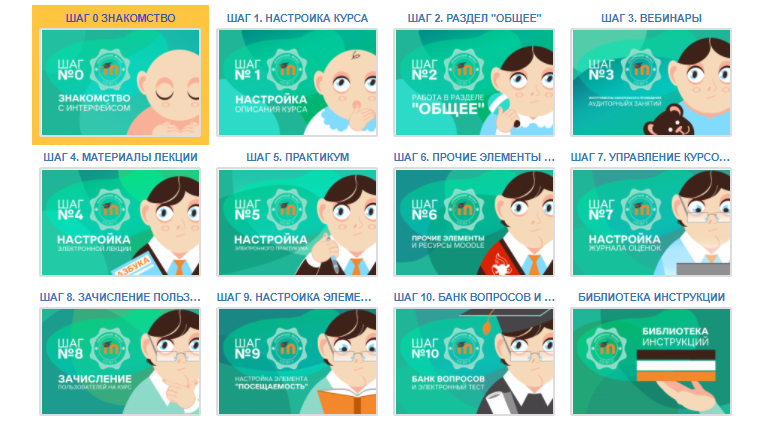 ШАГ 0 ЗНАКОМСТВО
ШАГ 1. НАСТРОИКА КУРСА
ШАГ 2. РАЗДЕЛ "ОБЩЕЕ"
ШАГ 3. ВЕБИНАРЫ
ШАГ
№0
ЗНАКОМСТВО
С ИНТЕРФЕЙСОМ
ШАГ
№1
НАСТРОЙКА
ОПИСАНИЯ КУРСА
ШАГ
№2
РАБОТА В РАЗДЕЛЕ
"ОБЩЕЕ"
ШАГ
№3
АУДИТОРНЫХ ЗАНЯТИЙ
ШАГ 4. МАТЕРИАЛЫ ЛЕКЦИИ
ШАГ 5. ПРАКТИКУМ
ШАГ 6. ПРОЧИЕ ЭЛЕМЕНТЫ ...
ШАГ 7. УПРАВЛЕНИЕ КУРСО...
ШАГ
№4
НАСТРОЙКА
ЭЛЕКТРОННОЙ ЛЕКЦИИ
АЗБУКА
ШАГ
№5
НАСТРОЙКА
ЭЛЕКТРОННОГО ПРАКТИКУМА
ШАГ
№6
ПРОЧИЕ ЭЛЕМЕНТЫ
И РЕСУРСЫ MOODLE
ШАГ
№7
НАСТРОЙКА
ЖУРНАЛА ОЦЕНОК
ШАГ 8. ЗАЧИСЛЕНИЕ ПОЛЬЗ...
ШАГ 9. НАСТРОИКА ЭЛЕМЕ...
ШАГ 10. БАНК ВОПРОСОВ И ...
БИБЛИОТЕКА ИНСТРУКЦИИ
ШАГ
№8
ЗАЧИСЛЕНИЕ
ПОЛЬЗОВАТЕЛЕЙ НА КУРС
ШАГ
№9
НАСТРОЙКА ЭЛЕМЕНТА
"ПОСЕЩАЕМОСТЬ"
ШАГ
№10
БАНК ВОПРОСОВ
И ЭЛЕКТРОННЫЙ ТЕСТ
БИБЛИОТЕКА
ИНСТРУКЦИЙ